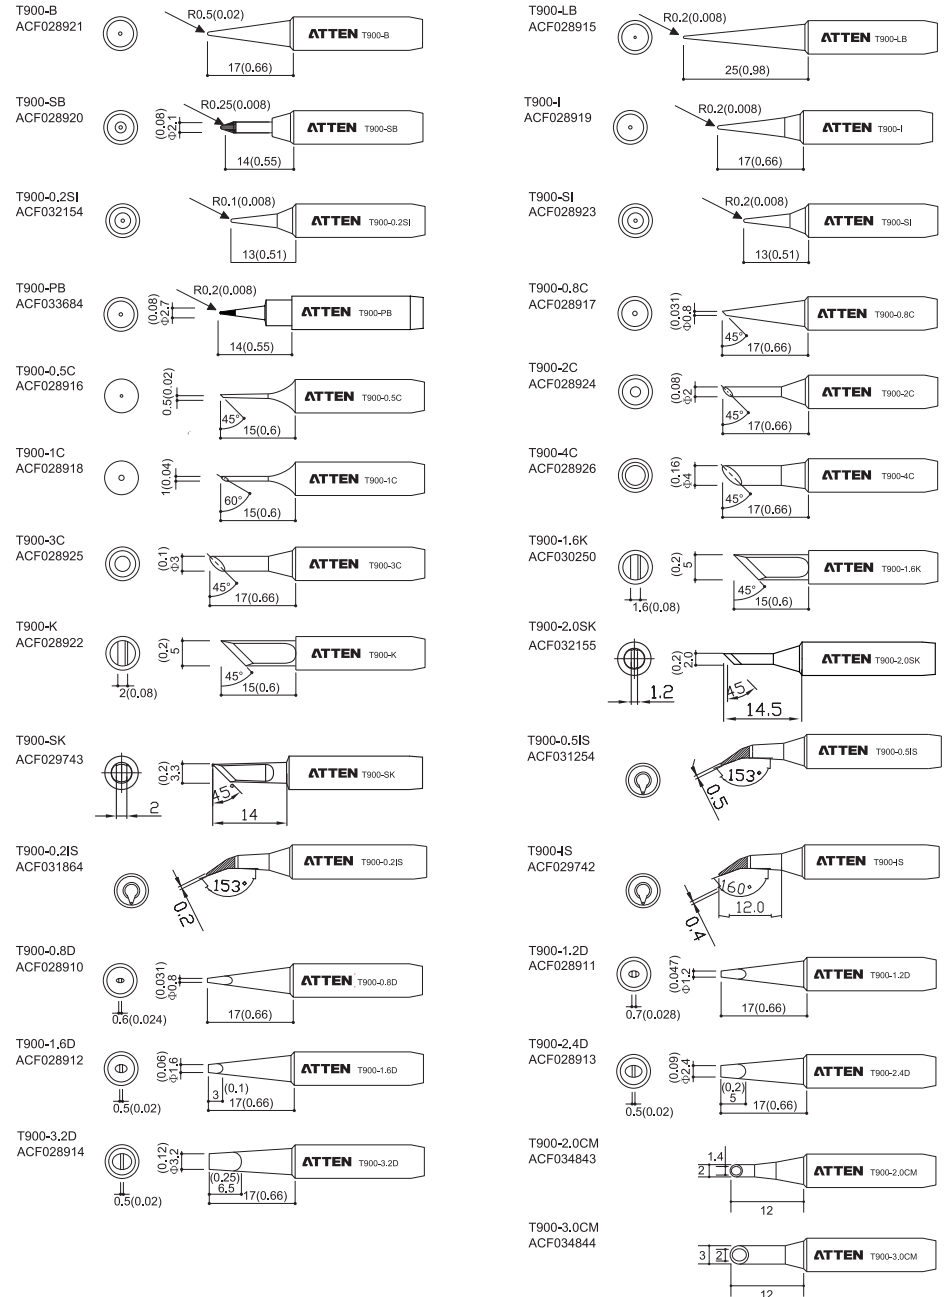 T900-B
ACF028921
R0.5(0.02)
ATTEN T900-B
17(0.66)
T900-LB
ACF028915
R0.2(0.008)
ATTEN T900-LB
25(0.98)
T900-SB
ACF028920
(0.08)
Φ2.1
R0.25(0.008)
ATTEN T900-SB
14(0.55)
T900-I
ACF028919
R0.2(0.008)
ATTEN T900-I
17(0.66)
T900-0.2SI
ACF032154
R0.1(0.008)
ATTEN T900-0.2SI
13(0.51)
T900-SI
ACF028923
R0.2(0.008)
ATTEN T900-SI
13(0.51)
T900-PB
ACF033684
(0.08)
Φ2.7
R0.2(0.008)
ATTEN T900-PB
14(0.55)
T900-0.8C
ACF028917
(0.031)
Φ0.8
ATTEN T900-0.8C
45°
17(0.66)
T900-0.5C
ACF028916
0.5(0.02)
ATTEN T900-0.5C
45°
15(0.6)
T900-2C
ACF028924
(0.08)
Φ2
ATTEN T900-2C
45°
17(0.66)
T900-1C
ACF028918
1(0.04)
ATTEN T900-1C
60°
15(0.6)
T900-4C
ACF028926
(0.16)
Φ4
ATTEN T900-4C
45°
17(0.66)
T900-3C
ACF028925
(0.1)
Φ3
ATTEN T900-3C
45°
17(0.66)
T900-1.6K
ACF030250
(0.2)
5
ATTEN T900-1.6K
45°
1.6(0.08)
15(0.6)
T900-K
ACF028922
(0.2)
5
ATTEN T900-K
45°
2(0.08)
15(0.6)
T900-2.0SK
ACF032155
(0.2)
2.0
ATTEN T900-2.0SK
45°
1.2
14.5
T900-SK
ACF029743
(0.2)
3.3
ATTEN T900-SK
45°
2
14
T900-0.5IS
ACF031254
ATTEN T900-0.5IS
153°
0.5
T900-0.2IS
ACF031864
ATTEN T900-0.2IS
153°
0.2
T900-IS
ACF029742
ATTEN T900-IS
160°
12.0
0.4
T900-0.8D
ACF028910
(0.031)
Φ0.8
ATTEN T900-0.8D
0.6(0.024)
17(0.66)
T900-1.2D
ACF028911
(0.047)
Φ1.2
ATTEN T900-1.2D
0.7(0.028)
17(0.66)
T900-1.6D
ACF028912
(0.06)
Φ1.6
ATTEN T900-1.6D
3 (0.1)
0.5(0.02)
17(0.66)
T900-2.4D
ACF028913
(0.09)
Φ2.4
ATTEN T900-2.4D
(0.2)
5
0.5(0.02)
17(0.66)
T900-3.2D
ACF028914
(0.12)
Φ3.2
ATTEN T900-3.2D
(0.25)
6.5
0.5(0.02)
17(0.66)
T900-2.0CM
ACF034843
1.4
2
ATTEN T900-2.0CM
12
T900-3.0CM
ACF034844
3
2
ATTEN T900-3.0CM
12